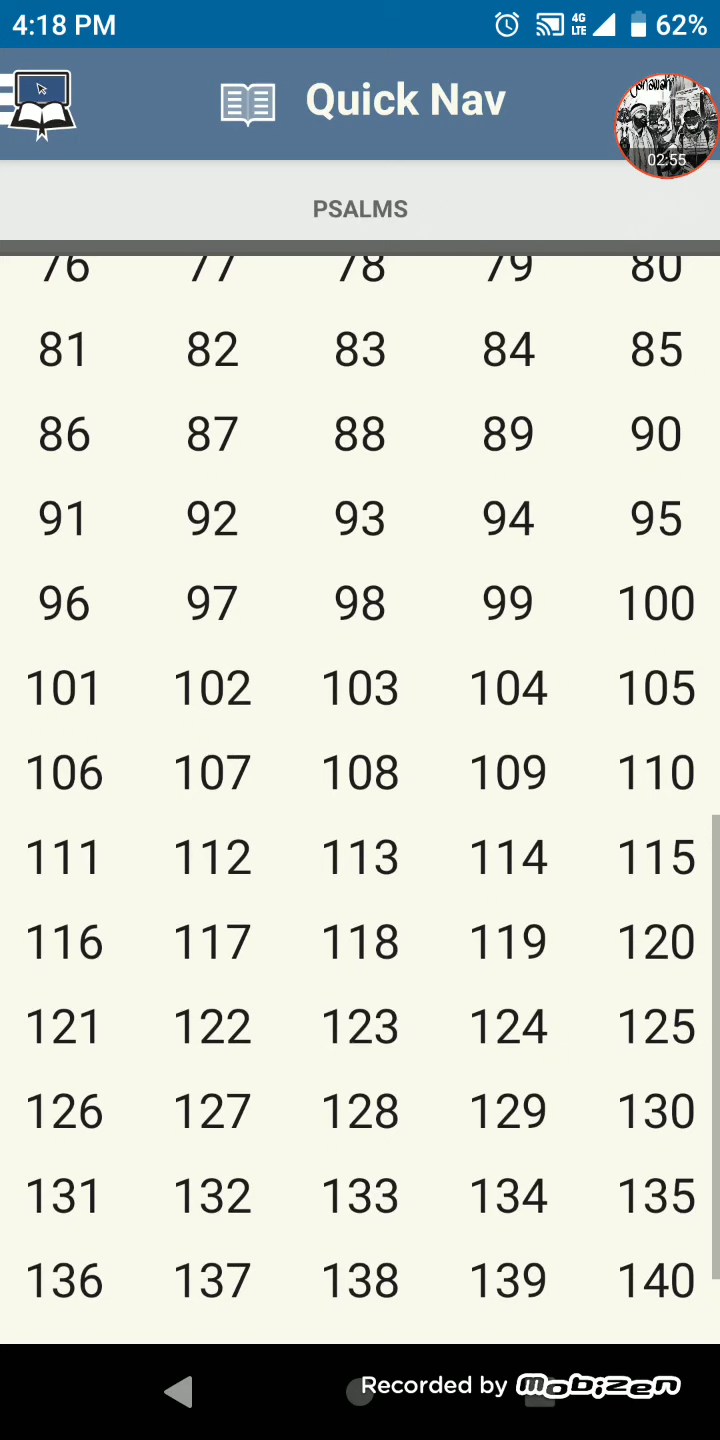 4:18 PM 4G LTE 62%
Quick Nav
02:55
PSALMS
76 77 78 79 80
81 82 83 84 85
86 87 88 89 90
91 92 93 94 95
96 97 98 99 100
101 102 103 104 105
106 107 108 109 110
111 112 113 114 115
116 117 118 119 120
121 122 123 124 125
126 127 128 129 130
131 132 133 134 135
136 137 138 139 140
Recorded by mobizen